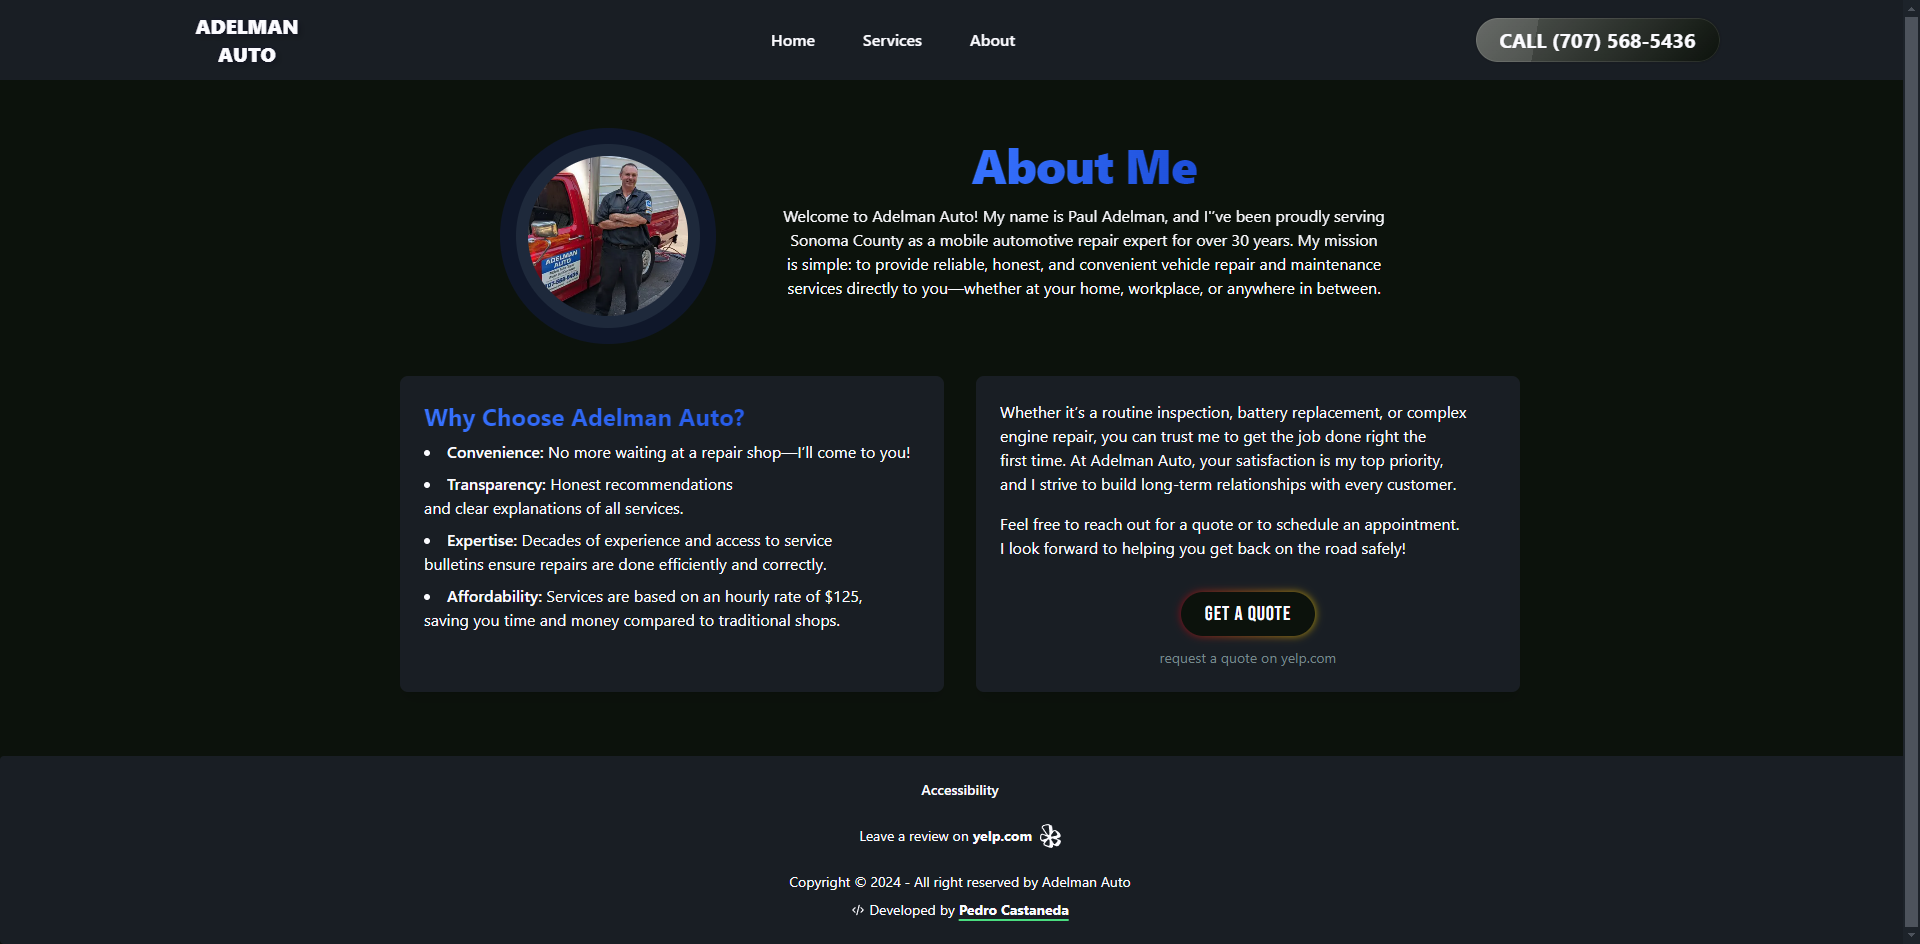 ADELMAN
AUTO
Home
Services
About
CALL (707) 568-5436
About Me
Welcome to Adelman Auto! My name is Paul Adelman, and I"ve been proudly serving
Sonoma County as a mobile automotive repair expert for over 30 years. My mission
is simple: to provide reliable, honest, and convenient vehicle repair and maintenance
services directly to you—whether at your home, workplace, or anywhere in between.
ADELMAN
AUTO
Why Choose Adelman Auto?
• Convenience: No more waiting at a repair shop—I’ll come to you!
• Transparency: Honest recommendations
and clear explanations of all services.
• Expertise: Decades of experience and access to service
bulletins ensure repairs are done efficiently and correctly.
• Affordability: Services are based on an hourly rate of $125,
saving you time and money compared to traditional shops.
Whether it’s a routine inspection, battery replacement, or complex
engine repair, you can trust me to get the job done right the
first time. At Adelman Auto, your satisfaction is my top priority,
and I strive to build long-term relationships with every customer.
Feel free to reach out for a quote or to schedule an appointment.
I look forward to helping you get back on the road safely!
GET A QUOTE
request a quote on yelp.com
Accessibility
Leave a review on yelp.com
Copyright © 2024 - All right reserved by Adelman Auto
</> Developed by Pedro Castaneda